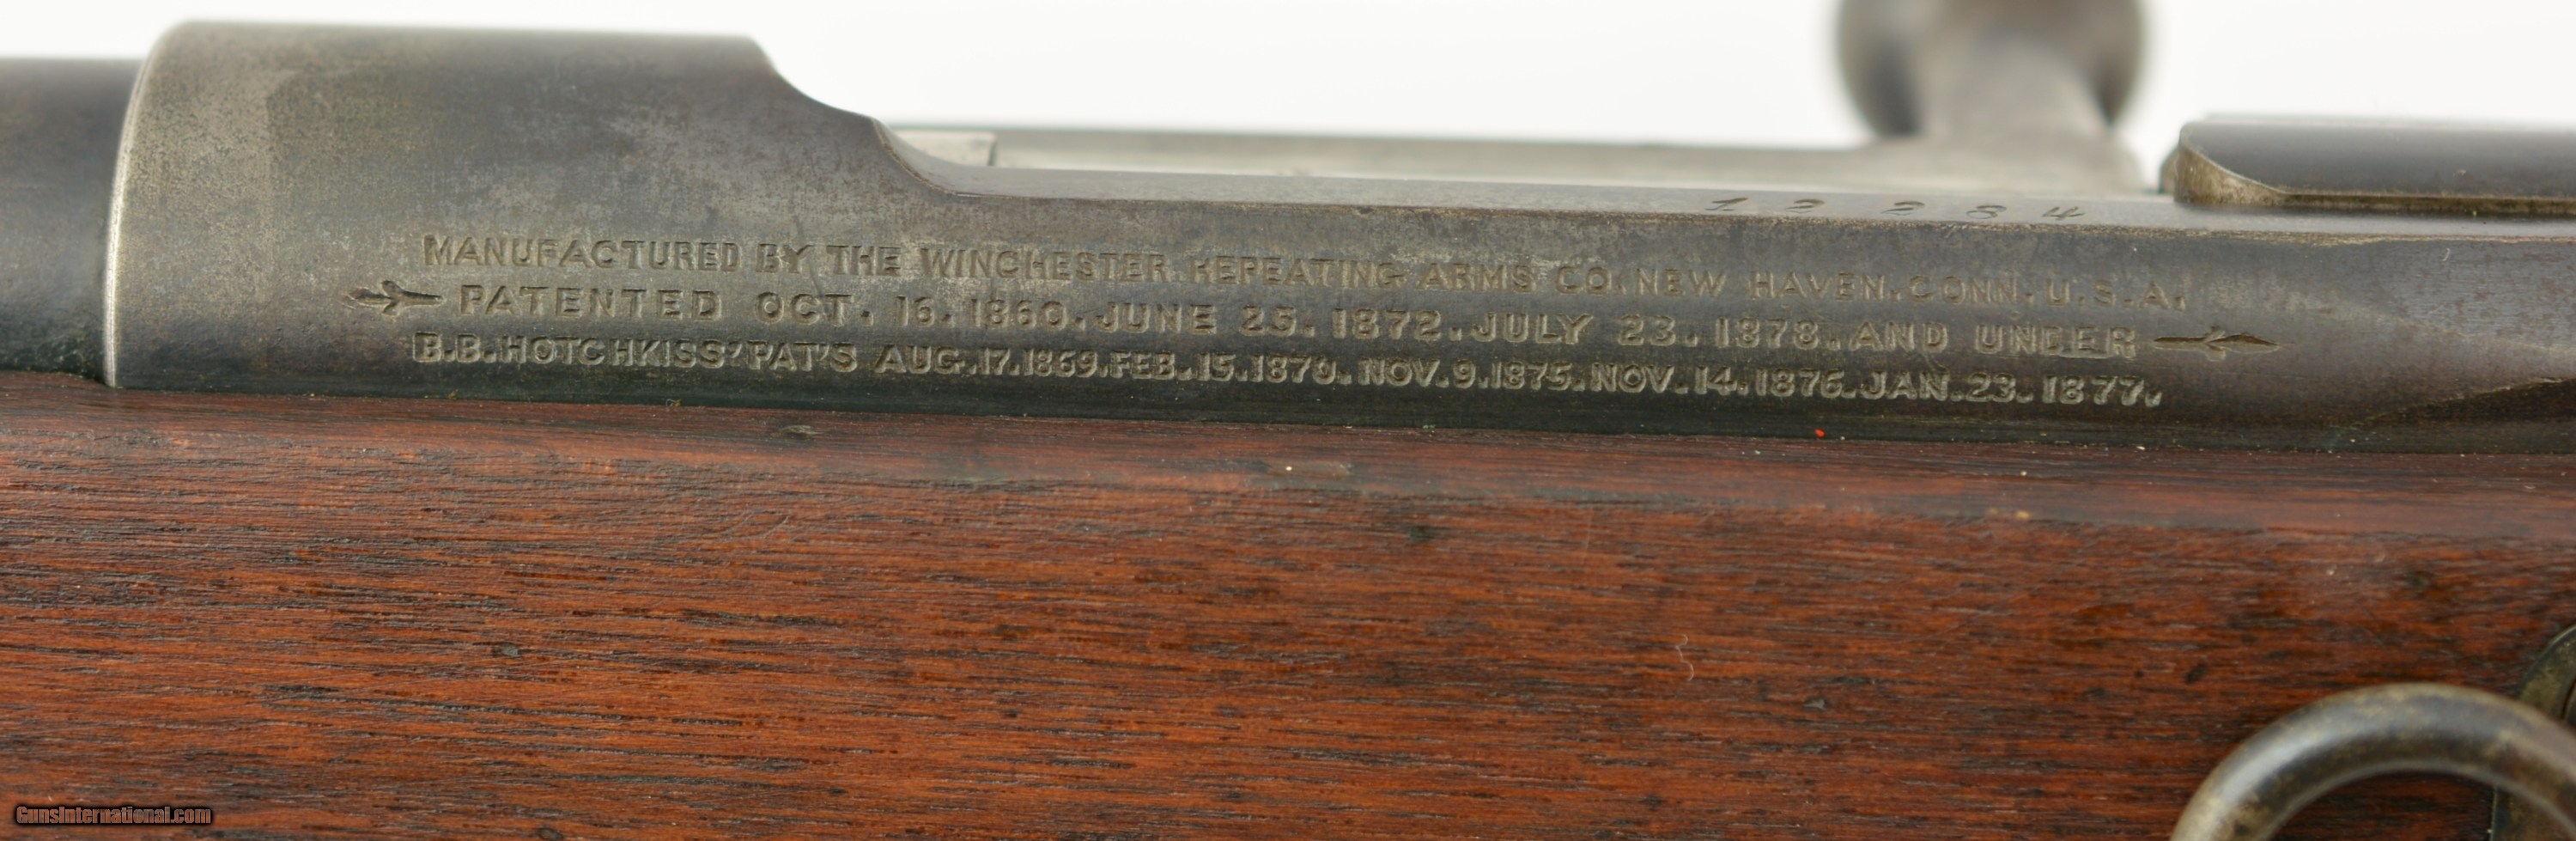 12284
MANUFACTURED BY THE WINCHESTER. REPEATING ARMS CO. NEW HAVEN. CONN. U.S.A.
PATENTED OCT. 16. 1860. JUNE 25. 1872. JULY 23. 1878. AND UNDER
B.B. HOTCHKISS' PAT'S AUG. 17. 1869. FEB. 15. 1870. NOV. 9. 1875. NOV. 14. 1876. JAN. 23. 1877.
GunsInternational.com